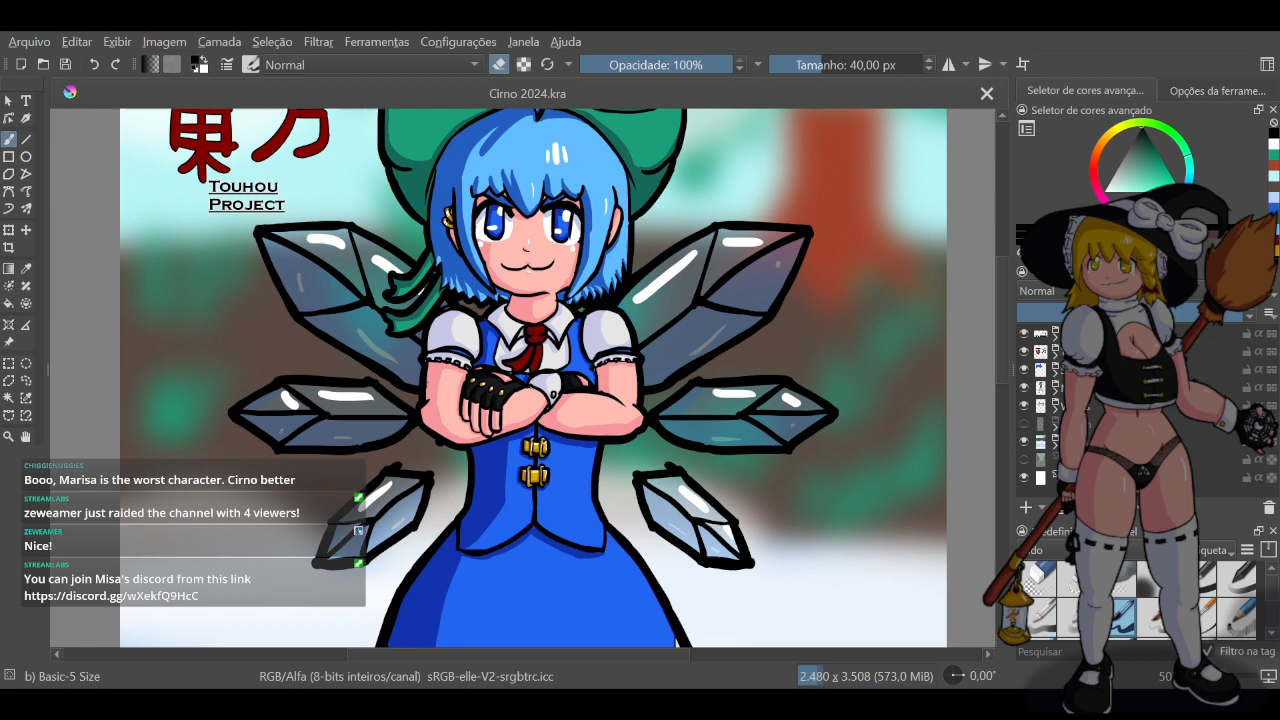 Arquivo Editar Exibir Imagem Camada Seleção Filtrar Ferramentas Configurações Janela Ajuda
Normal Opacidade: 100% Tamanho: 40,00 px
Cirno 2024.kra
Seletor de cores avança... Opções da ferrame...
Seletor de cores avançado
東方
Touhou
Project
Normal
CHIGGIENUGGIES
Booo, Marisa is the worst character. Cirno better
STREAMLABS
zeweamer just raided the channel with 4 viewers!
ZEWEAMER
Nice!
STREAMLABS
You can join Misa's discord from this link
https://discord.gg/wXekfQ9HcC
Pesquisar Filtro na tag
b) Basic-5 Size RGB/Alfa (8-bits inteiros/canal) sRGB-elle-V2-srgbtrc.icc 2.480 x 3.508 (573,0 MiB) 0,00°